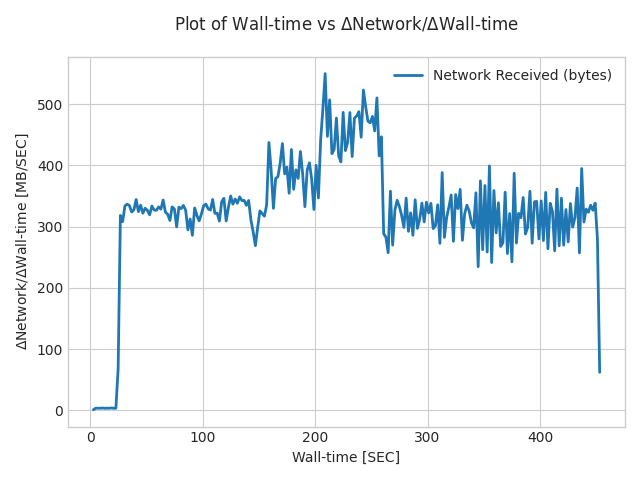 Plot of Wall-time vs ΔNetwork/ΔWall-time
Network Received (bytes)
ΔNetwork/ΔWall-time [MB/SEC]
500
400
300
200
100
0
0 100 200 300 400
Wall-time [SEC]